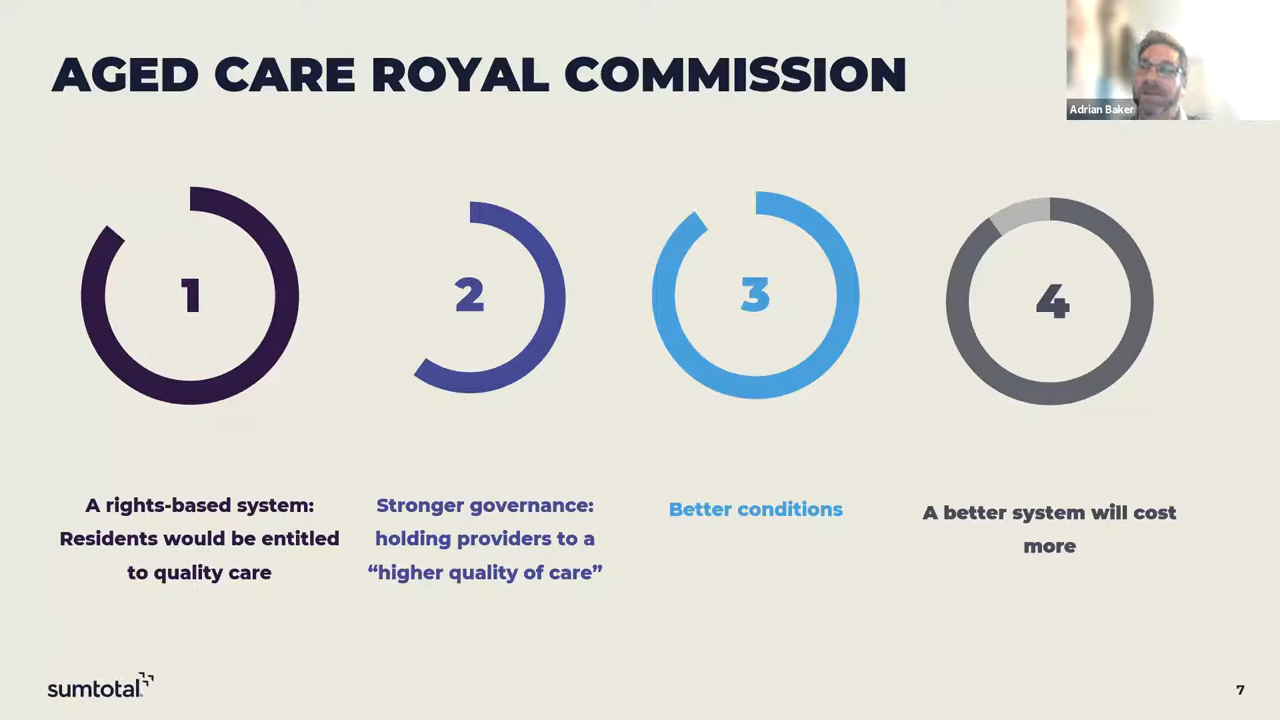 AGED CARE ROYAL COMMISSION
Adrian Baker
1
2
3
4
A rights-based system:
Residents would be entitled
to quality care
Stronger governance:
holding providers to a
“higher quality of care”
Better conditions
A better system will cost
more
sumtotal
7